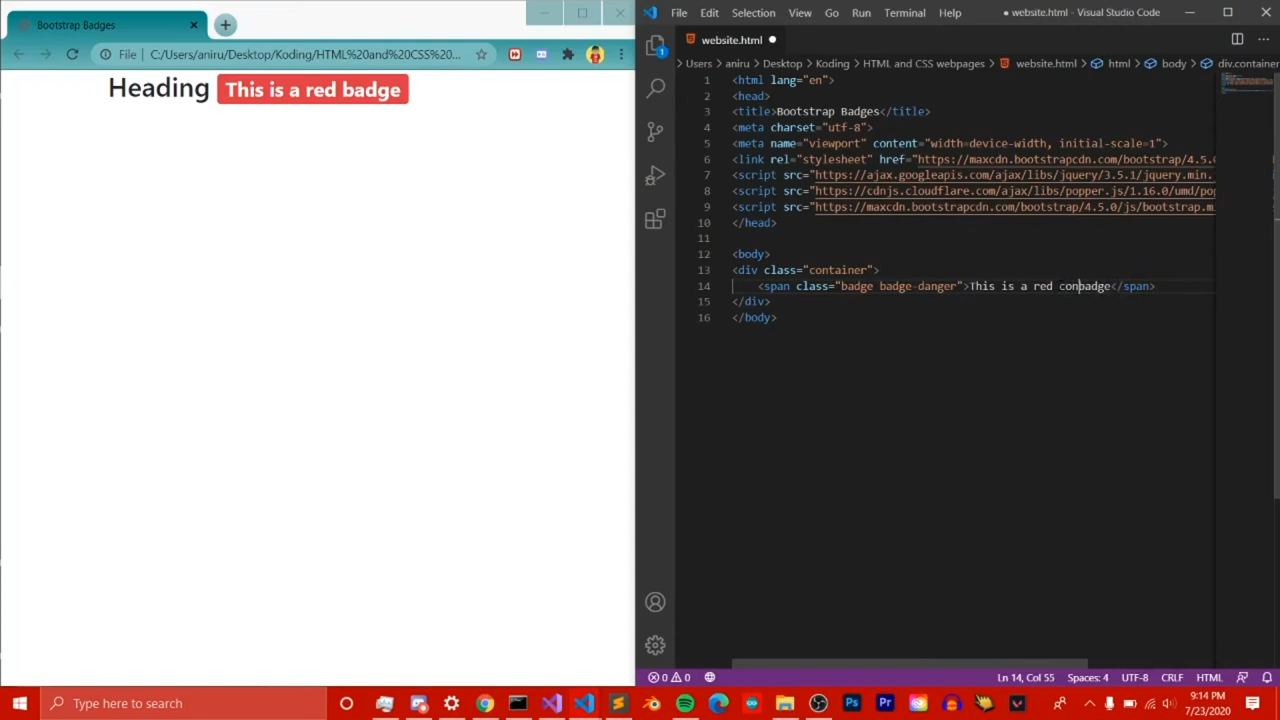 Bootstrap Badges
File | C:/Users/aniru/Desktop/Koding/HTML%20and%20CSS%20...
Heading This is a red badge
File Edit Selection View Go Run Terminal Help ● website.html - Visual Studio Code
website.html
> Users > aniru > Desktop > Koding > HTML and CSS webpages > website.html > html > body > div.container
1 <html lang="en">
2 <head>
3 <title>Bootstrap Badges</title>
4 <meta charset="utf-8">
5 <meta name="viewport" content="width=device-width, initial-scale=1">
6 <link rel="stylesheet" href="https://maxcdn.bootstrapcdn.com/bootstrap/4.5.0
7 <script src="https://ajax.googleapis.com/ajax/libs/jquery/3.5.1/jquery.min.
8 <script src="https://cdnjs.cloudflare.com/ajax/libs/popper.js/1.16.0/umd/pop
9 <script src="https://maxcdn.bootstrapcdn.com/bootstrap/4.5.0/js/bootstrap.mi
10 </head>
11
12 <body>
13 <div class="container">
14 <span class="badge badge-danger">This is a red conbadge</span>
15 </div>
16 </body>
1
0 0 Ln 14, Col 55 Spaces: 4 UTF-8 CRLF HTML
Type here to search
Ps Pr
9:14 PM
7/23/2020